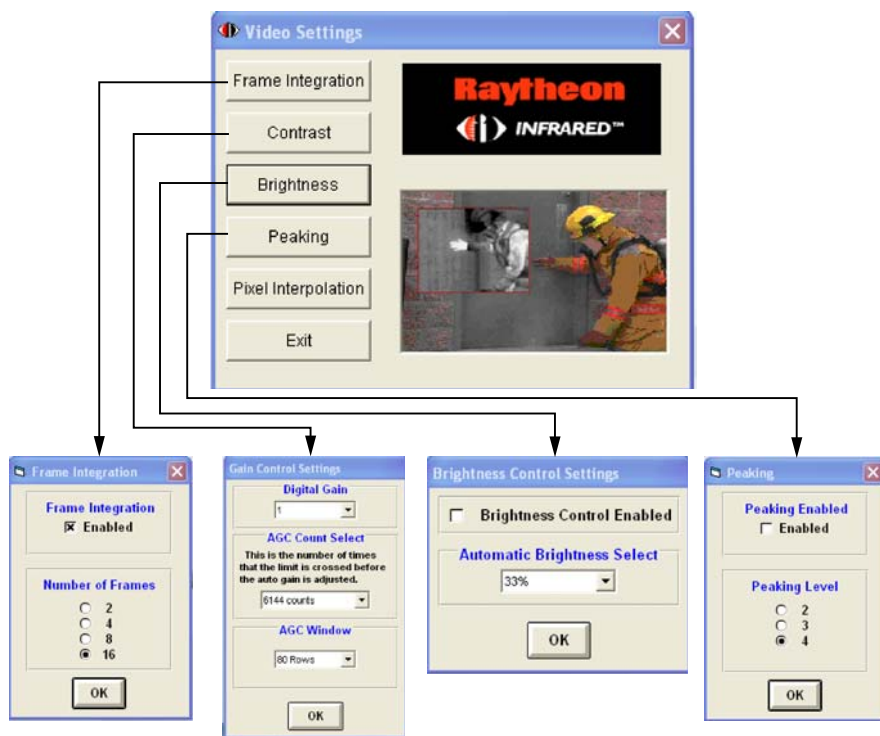 Video Settings
Frame Integration
Contrast
Brightness
Peaking
Pixel Interpolation
Exit
Raytheon
INFRARED™
Frame Integration
Frame Integration
Enabled
Number of Frames
2
4
8
16
OK
Gain Control Settings
Digital Gain
1
AGC Count Select
This is the number of times
that the limit is crossed before
the auto gain is adjusted.
6144 counts
AGC Window
80 Rows
OK
Brightness Control Settings
Brightness Control Enabled
Automatic Brightness Select
33%
OK
Peaking
Peaking Enabled
Enabled
Peaking Level
2
3
4
OK